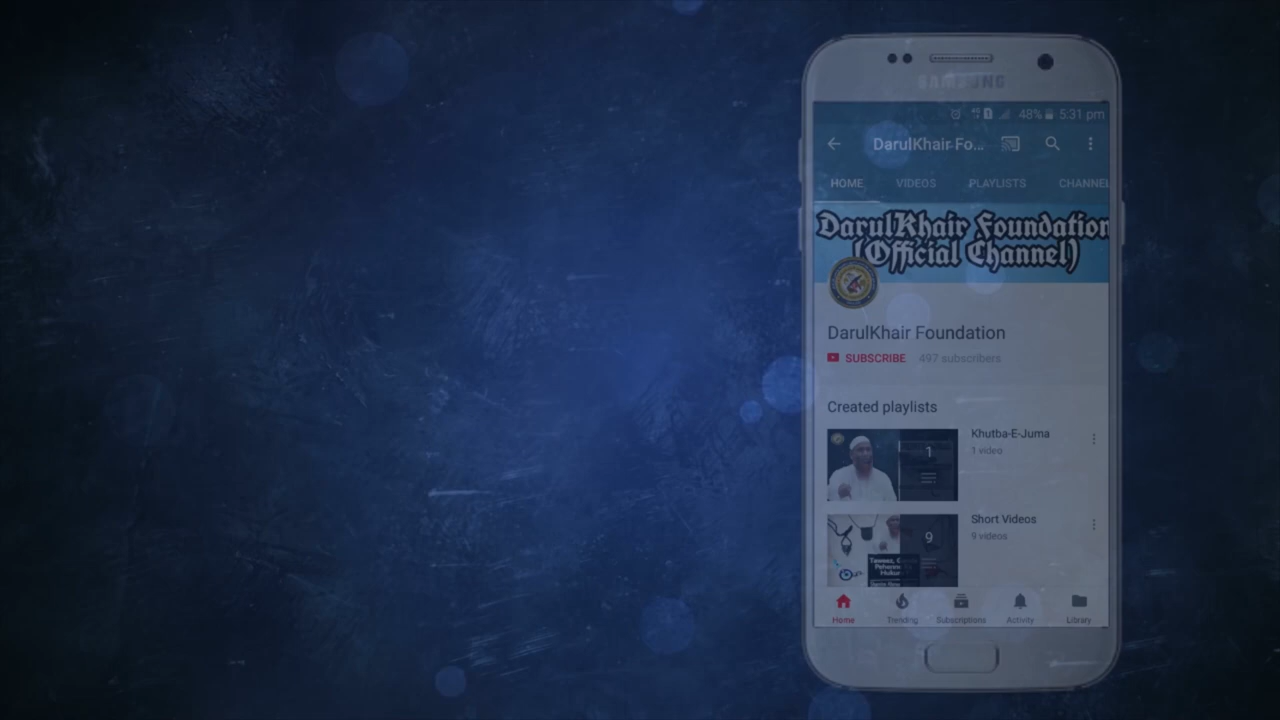 SAMSUNG
48% 5:31 pm
DarulKhair Fo...
HOME VIDEOS PLAYLISTS CHANNEL
DarulKhair Foundation
(Official Channel)
DarulKhair Foundation
SUBSCRIBE 497 subscribers
Created playlists
Khutba-E-Juma
1 video
1
Short Videos
9 videos
9
Taweez,
Home Trending Subscriptions Activity Library